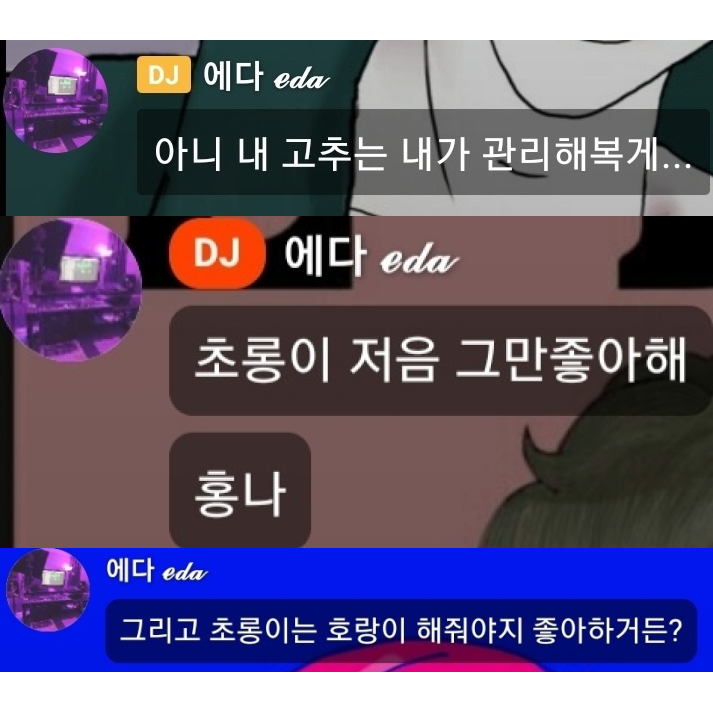 DJ 에다 eda
아니 내 고추는 내가 관리해복게...
DJ 에다 eda
초롱이 저음 그만좋아해
홍나
에다 eda
그리고 초롱이는 호랑이 해줘야지 좋아하거든?